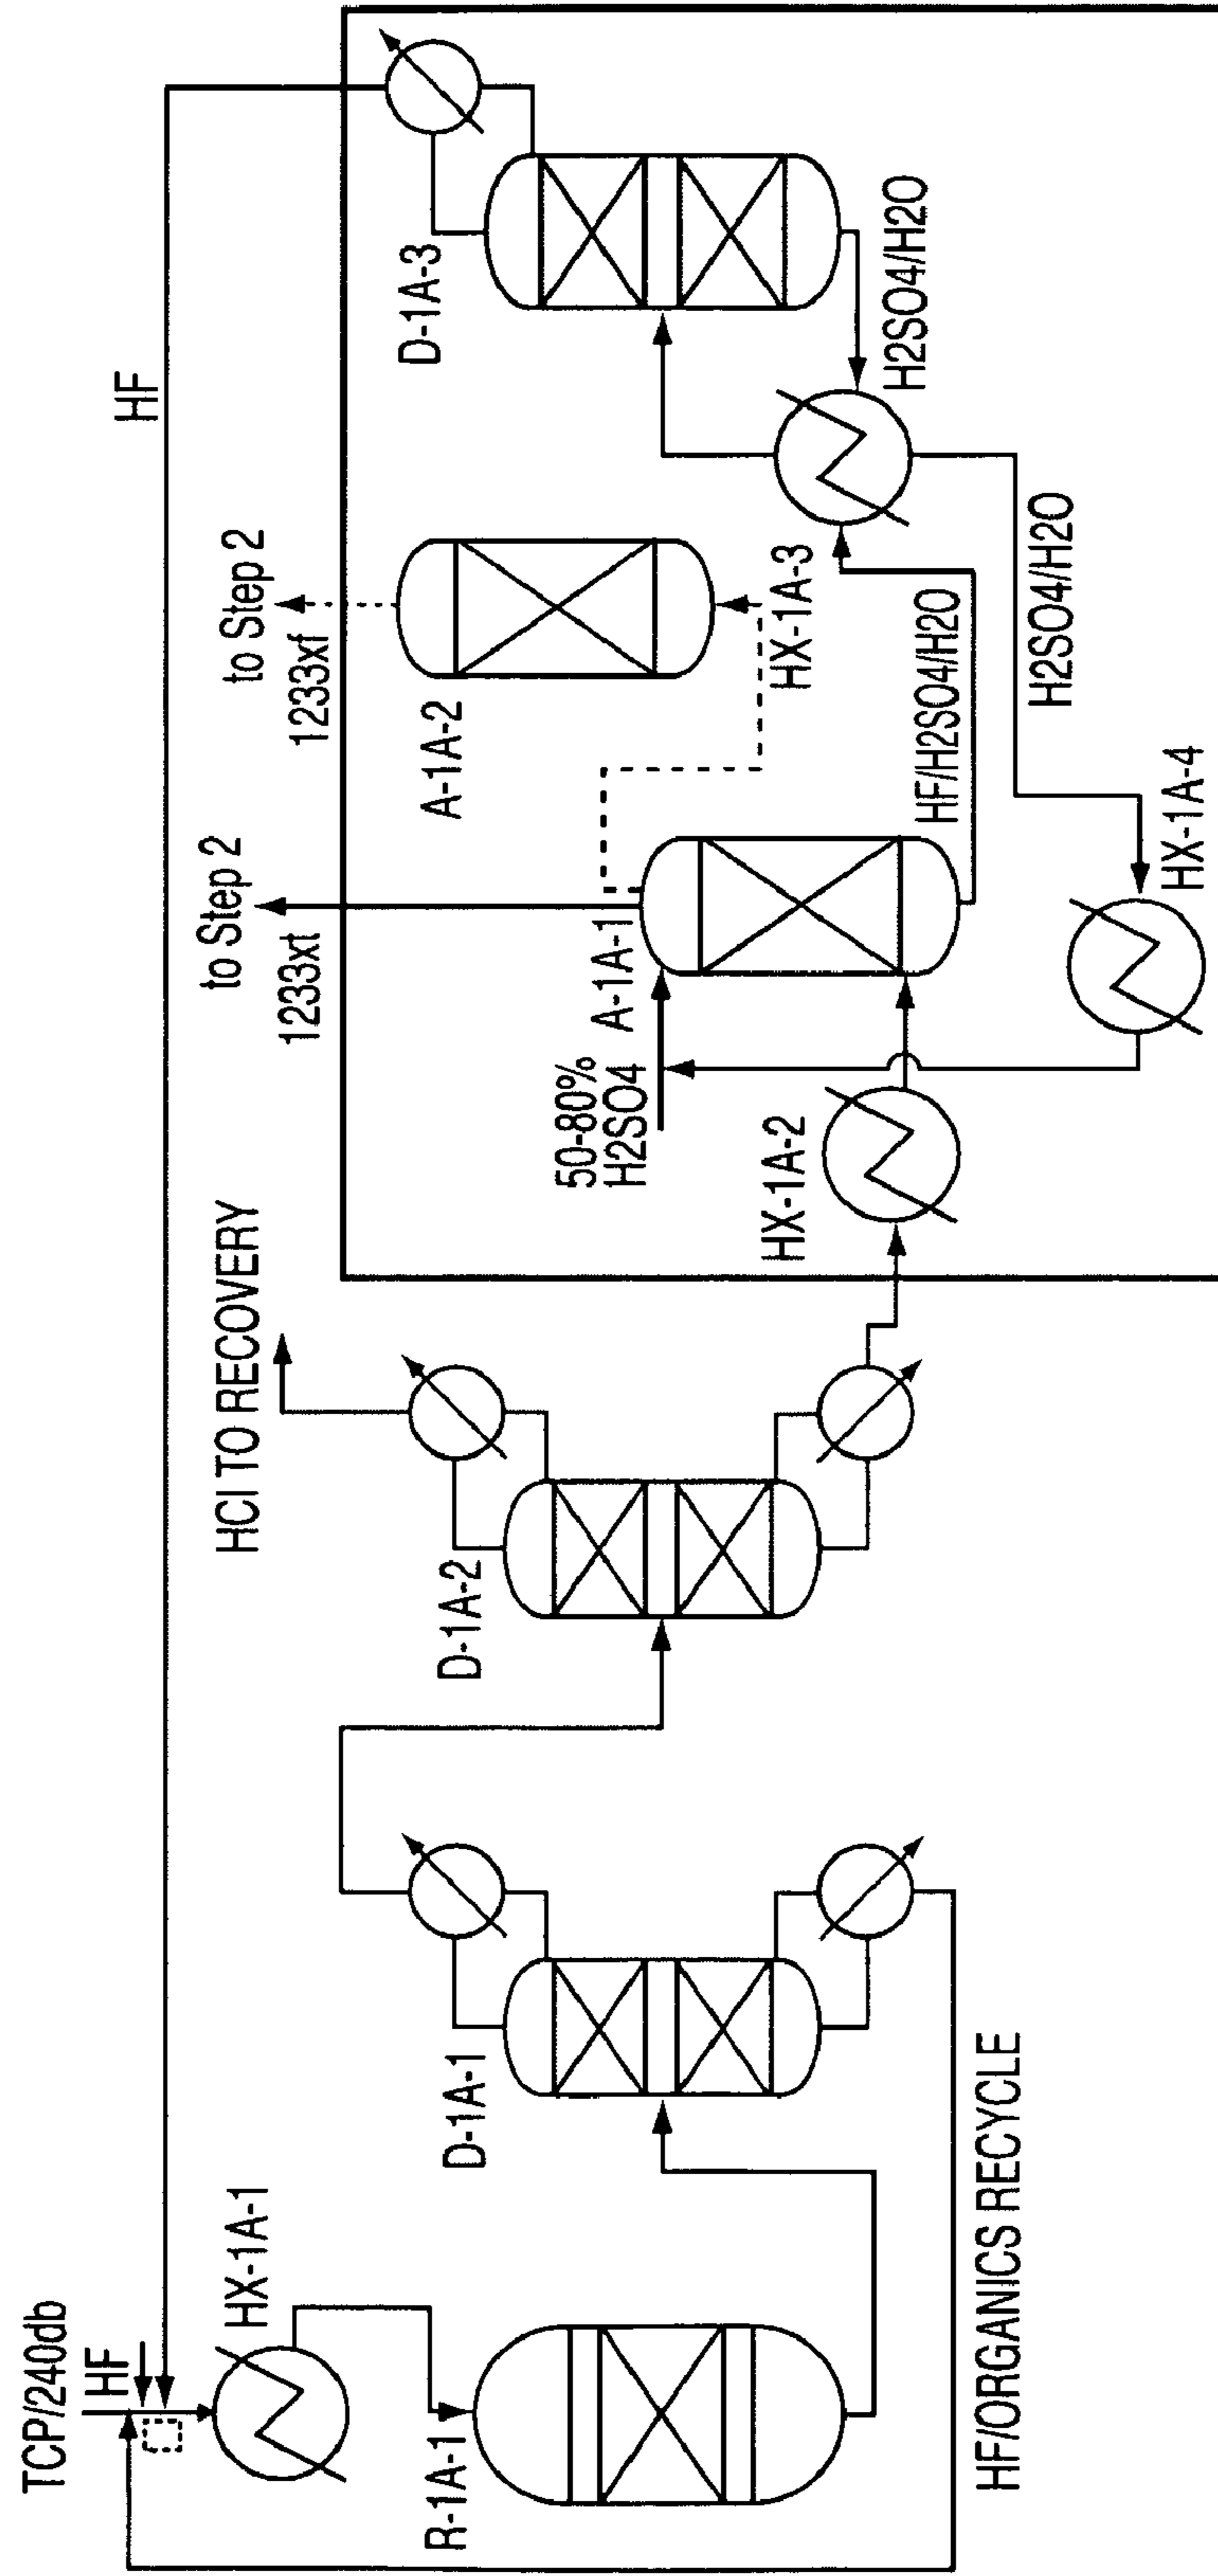 TCP/240db
HF
HX-1A-1
R-1A-1
HF/ORGANICS RECYCLE
D-1A-1
D-1A-2
HCl TO RECOVERY
HF
HX-1A-2
50-80%
H2SO4
A-1A-1
1233xt
to Step 2
A-1A-2
1233xf
to Step 2
HX-1A-3
HF/H2SO4/H2O
H2SO4/H2O
HX-1A-4
D-1A-3
H2SO4/H2O